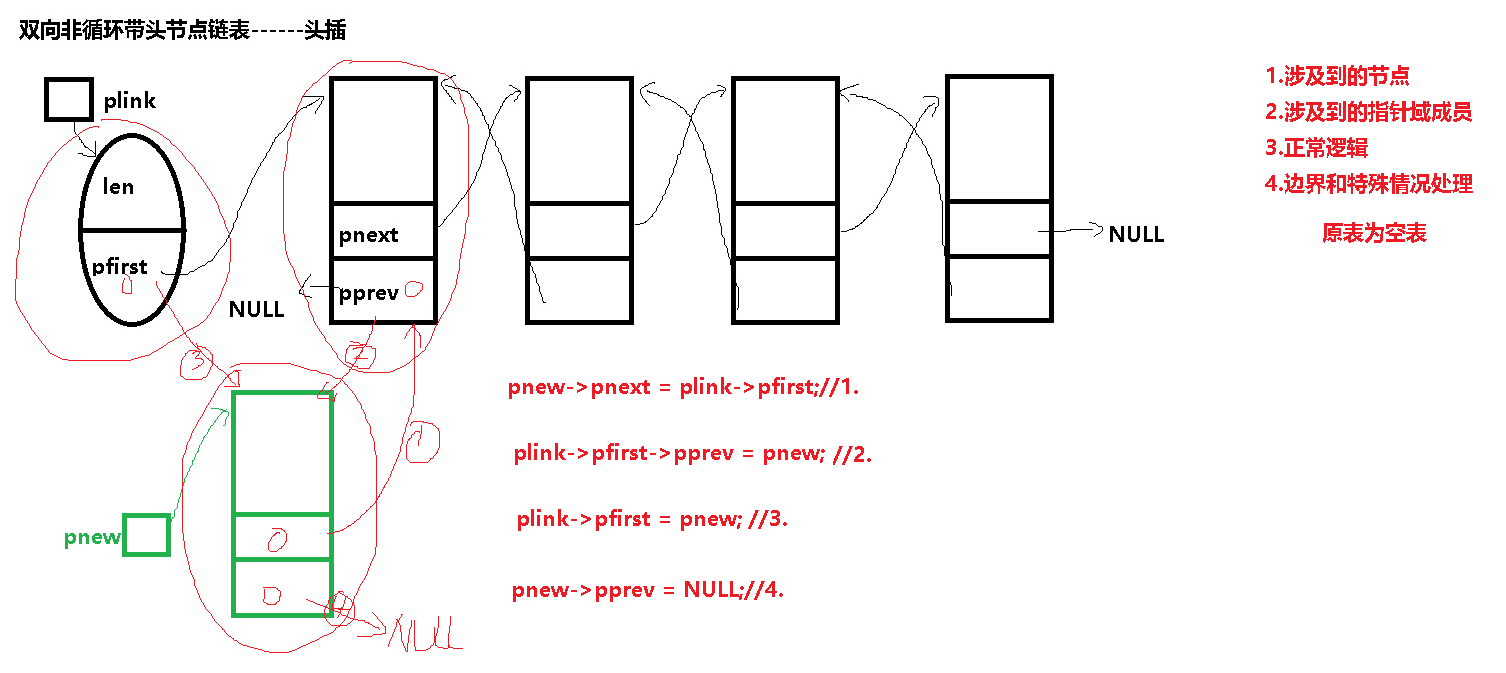 双向非循环带头节点链表------头插
plink
len
pfirst
NULL
pnext
pprev
NULL
1.涉及到的节点
2.涉及到的指针域成员
3.正常逻辑
4.边界和特殊情况处理
原表为空表
3
2
1
pnew->pnext = plink->pfirst;//1.
plink->pfirst->pprev = pnew; //2.
plink->pfirst = pnew; //3.
pnew->pprev = NULL;//4.
pnew
4
NULL